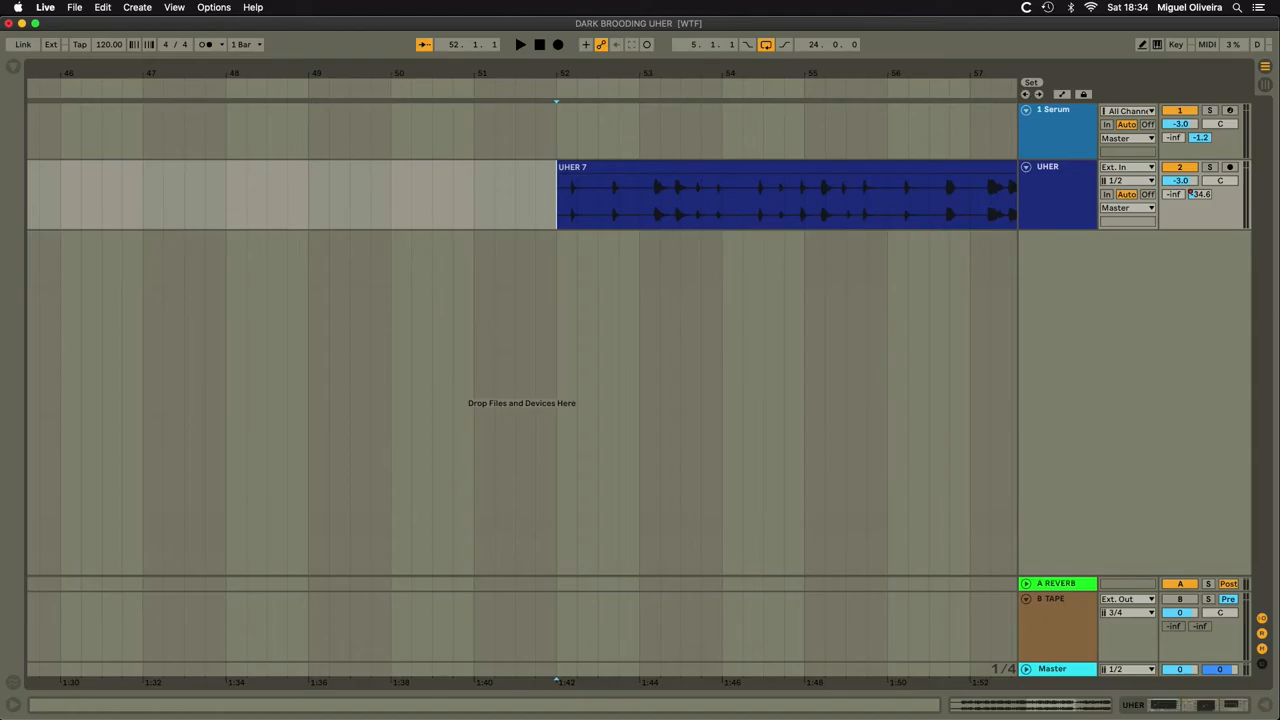 Live File Edit Create View Options Help Sat 18:34 Miguel Oliveira
DARK BROODING UHER [WTF]
Link Ext Tap 120.00 4 / 4 1 Bar 52. 1. 1 5. 1. 1 24. 0. 0 Key MIDI 3 % D
46 47 48 49 50 51 52 53 54 55 56 57
Set
1 Serum All Channe 1 S
In Auto Off -3.0 C
Master -inf -1.2
UHER 7 UHER Ext. In 2 S
1/2 -3.0 C
In Auto Off -inf -34.6
Master
Drop Files and Devices Here
A REVERB A S Post
B TAPE Ext. Out B S Pre
3/4 0 C
-inf -inf
1/4 Master 1/2 0 0
1:30 1:32 1:34 1:36 1:38 1:40 1:42 1:44 1:46 1:48 1:50 1:52
UHER